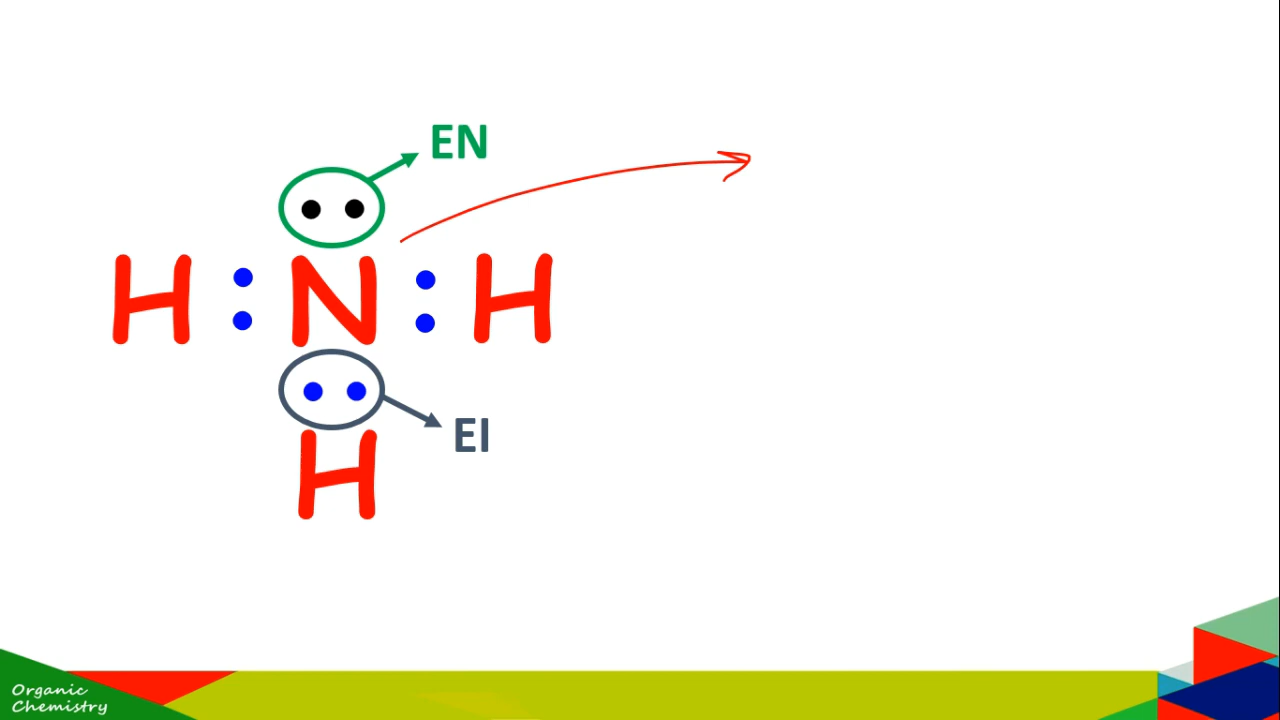 EN
H : N : H
EI
H
Organic
Chemistry